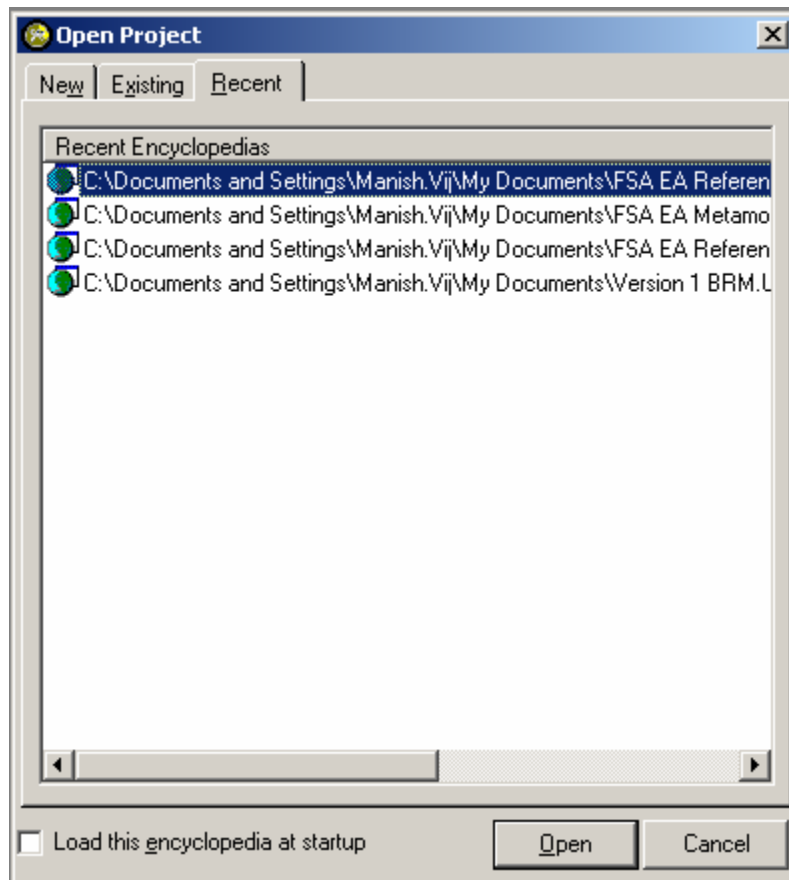 Open Project
New Existing Recent
Recent Encyclopedias
C:\Documents and Settings\Manish.Vij\My Documents\FSA EA Referen
C:\Documents and Settings\Manish.Vij\My Documents\FSA EA Metamo
C:\Documents and Settings\Manish.Vij\My Documents\FSA EA Referen
C:\Documents and Settings\Manish.Vij\My Documents\Version 1 BRM.U
Load this encyclopedia at startup Open Cancel